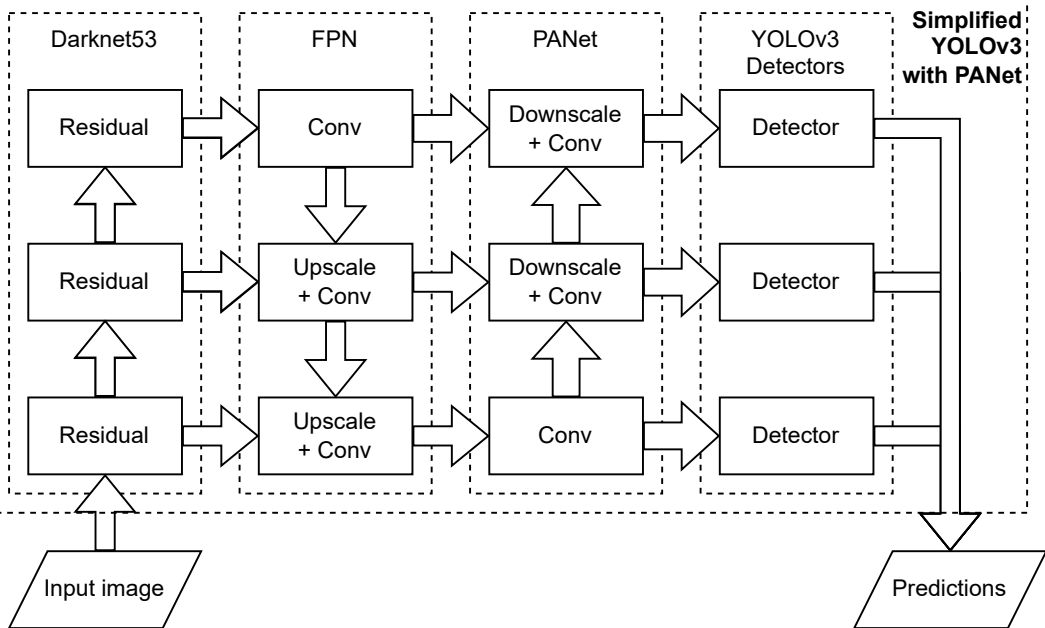 Darknet53
FPN
PANet
YOLOv3
Detectors
Simplified
YOLOv3
with PANet
Residual
Conv
Downscale
+ Conv
Detector
Residual
Upscale
+ Conv
Downscale
+ Conv
Detector
Residual
Upscale
+ Conv
Conv
Detector
Input image
Predictions